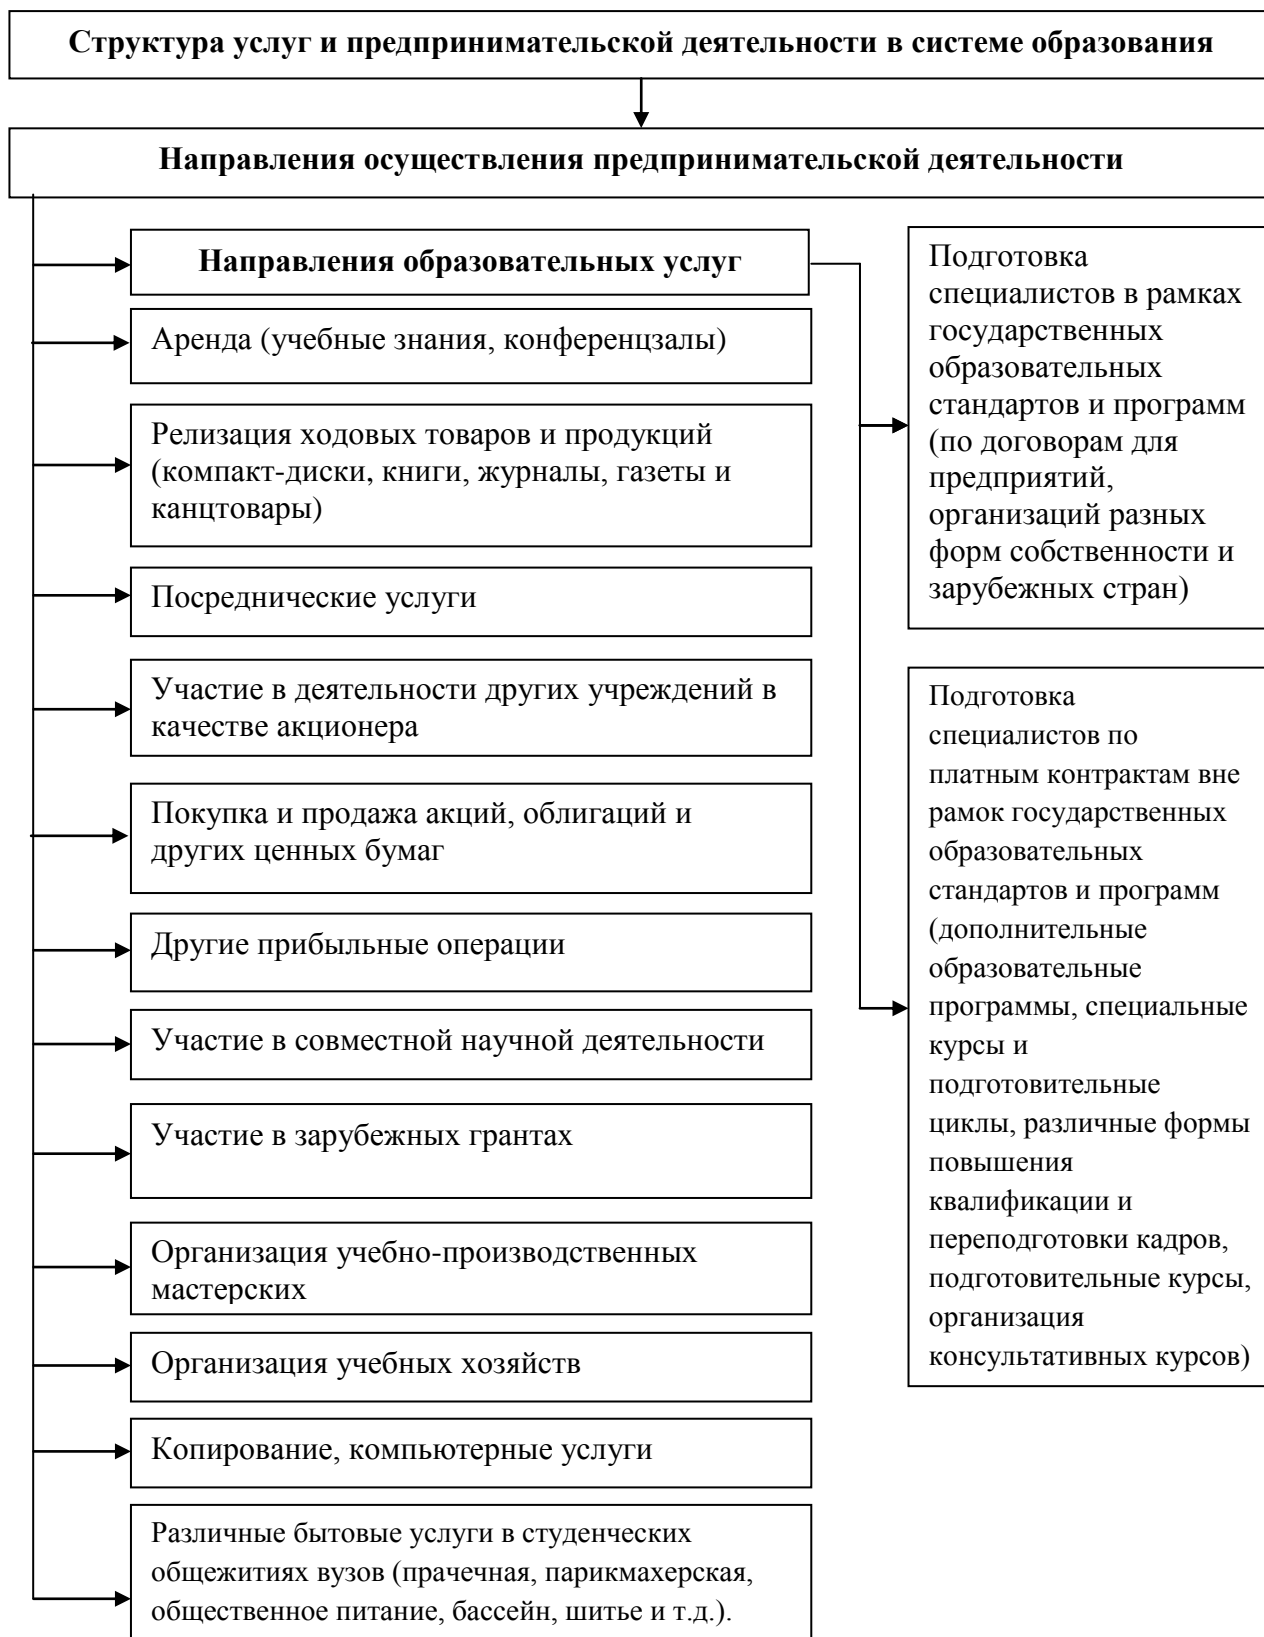 Структура услуг и предпринимательской деятельности в системе образования
Направления осуществления предпринимательской деятельности
Направления образовательных услуг
Аренда (учебные знания, конференцзалы)
Релизация ходовых товаров и продукций
(компакт-диски, книги, журналы, газеты и
канцтовары)
Посреднические услуги
Участие в деятельности других учреждений в
качестве акционера
Покупка и продажа акций, облигаций и
других ценных бумаг
Другие прибыльные операции
Участие в совместной научной деятельности
Участие в зарубежных грантах
Организация учебно-производственных
мастерских
Организация учебных хозяйств
Копирование, компьютерные услуги
Различные бытовые услуги в студенческих
общежитиях вузов (прачечная, парикмахерская,
общественное питание, бассейн, шитье и т.д.).
Подготовка
специалистов в рамках
государственных
образовательных
стандартов и программ
(по договорам для
предприятий,
организаций разных
форм собственности и
зарубежных стран)
Подготовка
специалистов по
платным контрактам вне
рамок государственных
образовательных
стандартов и программ
(дополнительные
образовательные
программы, специальные
курсы и
подготовительные
циклы, различные формы
повышения
квалификации и
переподготовки кадров,
подготовительные курсы,
организация
консультативных курсов)